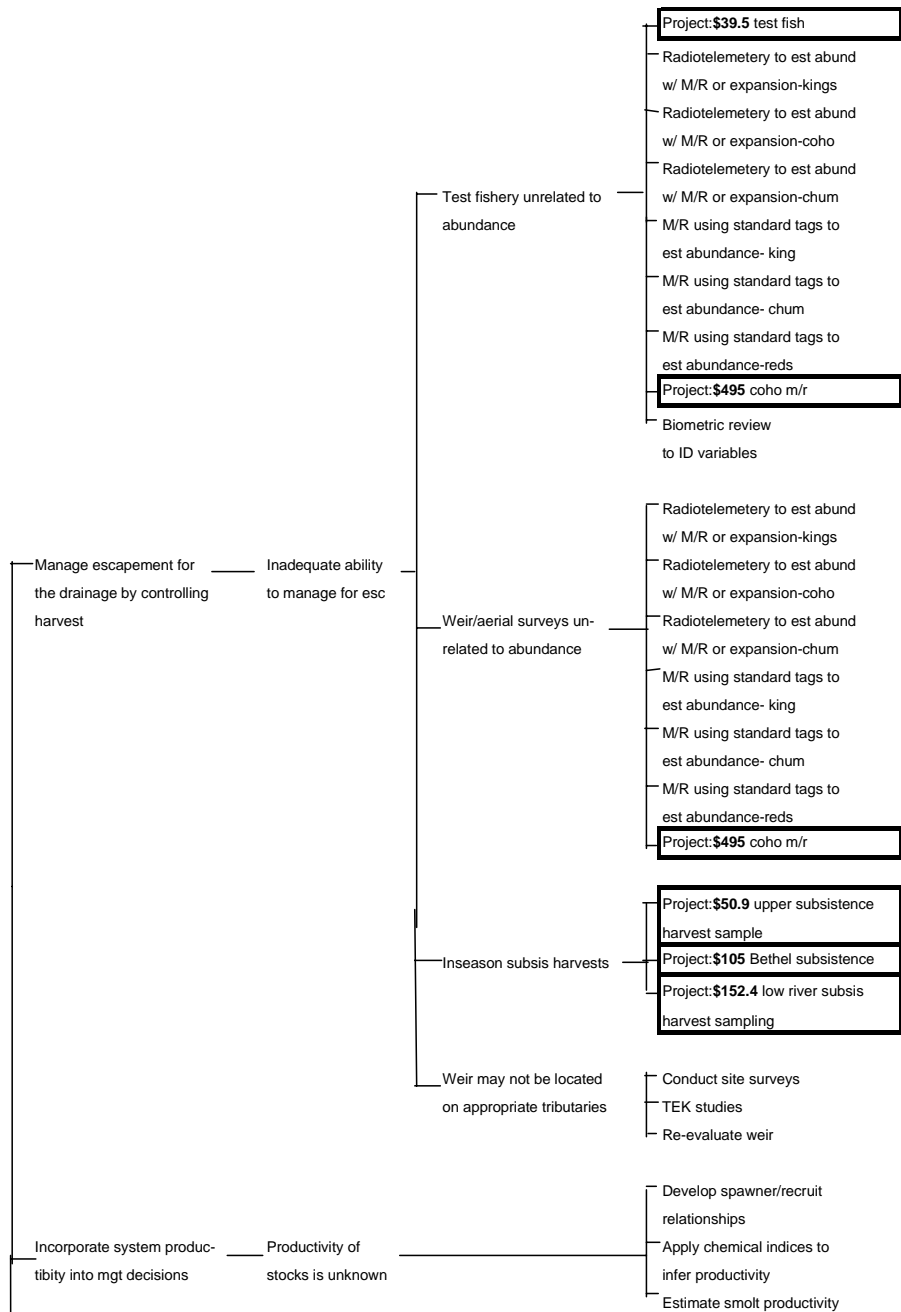 Project:$39.5 test fish
Radiotelemetery to est abund
w/ M/R or expansion-kings
Radiotelemetery to est abund
w/ M/R or expansion-coho
Radiotelemetery to est abund
w/ M/R or expansion-chum
Test fishery unrelated to
abundance
M/R using standard tags to
est abundance- king
M/R using standard tags to
est abundance- chum
M/R using standard tags to
est abundance-reds
Project:$495 coho m/r
Biometric review
to ID variables
Manage escapement for
the drainage by controlling
harvest
Inadequate ability
to manage for esc
Weir/aerial surveys un-
related to abundance
Radiotelemetery to est abund
w/ M/R or expansion-kings
Radiotelemetery to est abund
w/ M/R or expansion-coho
Radiotelemetery to est abund
w/ M/R or expansion-chum
M/R using standard tags to
est abundance- king
M/R using standard tags to
est abundance- chum
M/R using standard tags to
est abundance-reds
Project:$495 coho m/r
Inseason subsis harvests
Project:$50.9 upper subsistence
harvest sample
Project:$105 Bethel subsistence
Project:$152.4 low river subsis
harvest sampling
Weir may not be located
on appropriate tributaries
Conduct site surveys
TEK studies
Re-evaluate weir
Incorporate system produc-
tibity into mgt decisions
Productivity of
stocks is unknown
Develop spawner/recruit
relationships
Apply chemical indices to
infer productivity
Estimate smolt productivity